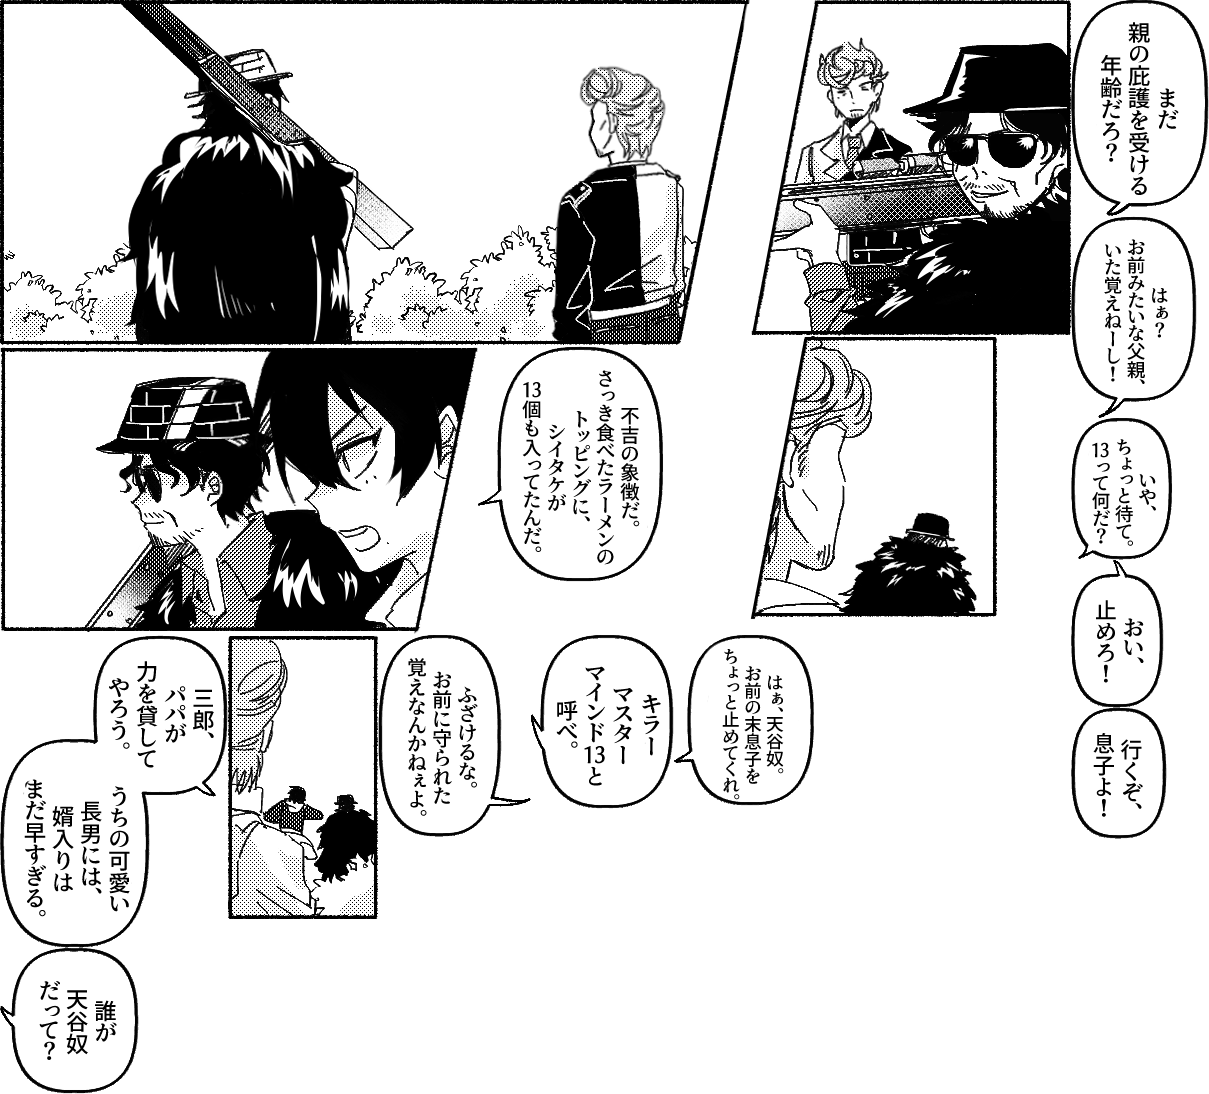 まだ
親の庇護を受ける
年齢だろ？
はぁ？
お前みたいな父親、
いた覚えねーし！
いや、
ちょっと待て。
13って何だ？
おい、
止めろ！
行くぞ、
息子よ！
不吉の象徴だ。
さっき食べたラーメンの
トッピングに、
シイタケが
13個も入ってたんだ。
はぁ、天谷奴。
お前の末息子を
ちょっと止めてくれ。
キラー
マスター
マインド13と
呼べ。
ふざけるな。
お前に守られた
覚えなんかねぇよ。
三郎、
パパが
力を貸して
やろう。
うちの可愛い
長男には、
婿入りは
まだ早すぎる。
誰が
天谷奴
だって？